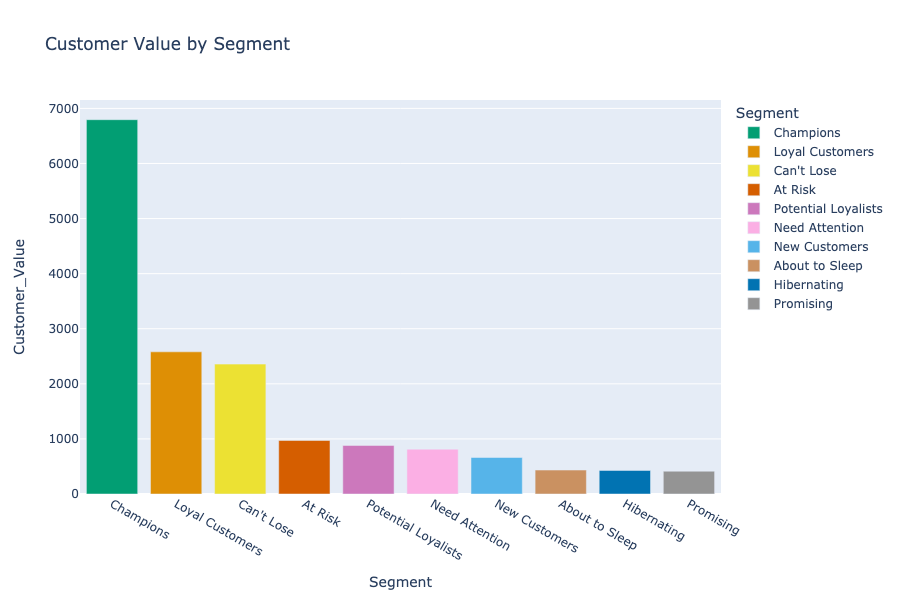 Customer Value by Segment
Customer_Value
7000
6000
5000
4000
3000
2000
1000
0
Champions
Loyal Customers
Can't Lose
At Risk
Potential Loyalists
Need Attention
New Customers
About to Sleep
Hibernating
Promising
Segment
Segment
Champions
Loyal Customers
Can't Lose
At Risk
Potential Loyalists
Need Attention
New Customers
About to Sleep
Hibernating
Promising